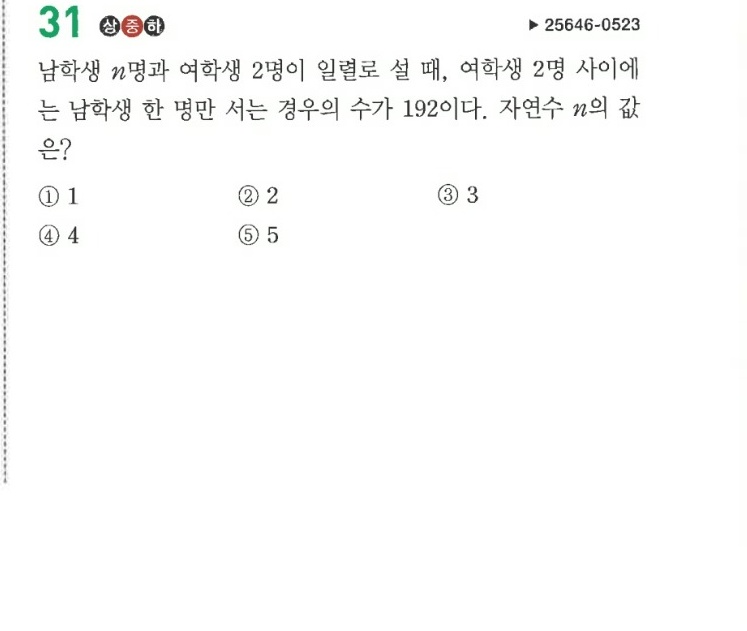 31 상 중 하 ▶ 25646-0523
남학생 n명과 여학생 2명이 일렬로 설 때, 여학생 2명 사이에
는 남학생 한 명만 서는 경우의 수가 192이다. 자연수 n의 값
은?
① 1 ② 2 ③ 3
④ 4 ⑤ 5